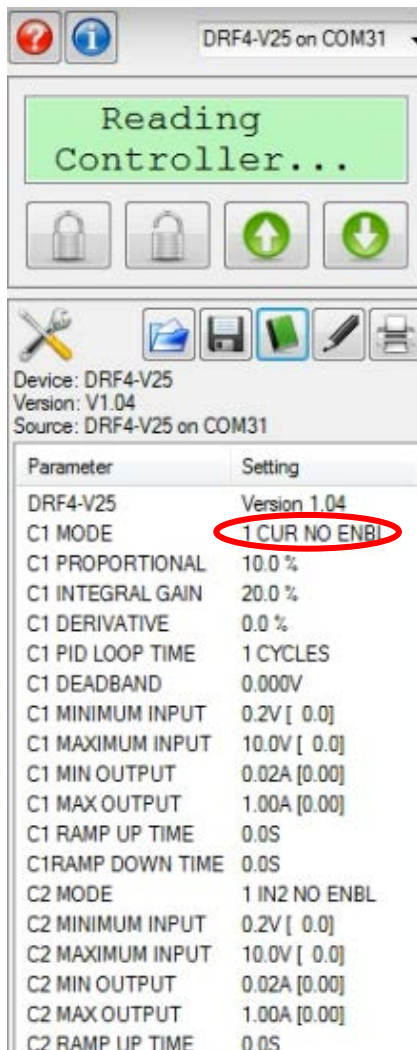 DRF4-V25 on COM31
Reading
Controller...
Device: DRF4-V25
Version: V1.04
Source: DRF4-V25 on COM31
Parameter Setting
DRF4-V25 Version 1.04
C1 MODE 1 CUR NO ENBL
C1 PROPORTIONAL 10.0 %
C1 INTEGRAL GAIN 20.0 %
C1 DERIVATIVE 0.0 %
C1 PID LOOP TIME 1 CYCLES
C1 DEADBAND 0.000V
C1 MINIMUM INPUT 0.2V [ 0.0]
C1 MAXIMUM INPUT 10.0V [ 0.0]
C1 MIN OUTPUT 0.02A [0.00]
C1 MAX OUTPUT 1.00A [0.00]
C1 RAMP UP TIME 0.0S
C1RAMP DOWN TIME 0.0S
C2 MODE 1 IN2 NO ENBL
C2 MINIMUM INPUT 0.2V [ 0.0]
C2 MAXIMUM INPUT 10.0V [ 0.0]
C2 MIN OUTPUT 0.02A [0.00]
C2 MAX OUTPUT 1.00A [0.00]
C2 RAMP UP TIME 0.0S